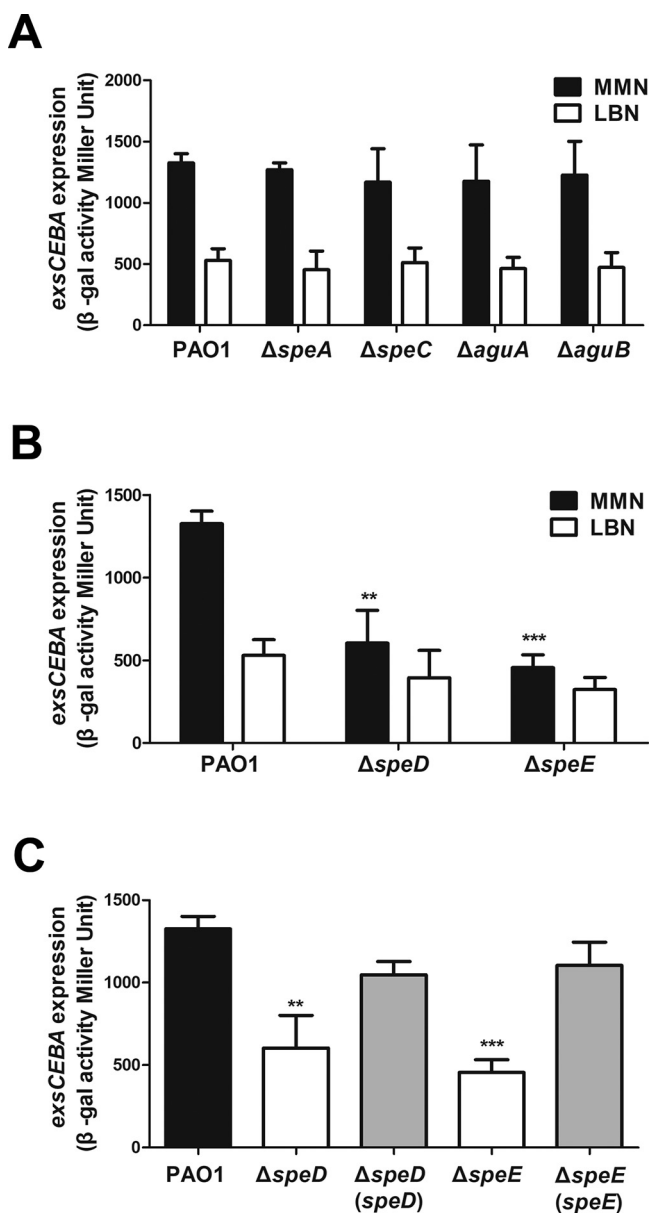 A
exsCEBA expression
(β -gal activity Miller Unit)
2000
1500
1000
500
0
MMN
LBN
PAO1 ΔspeA ΔspeC ΔaguA ΔaguB
B
exsCEBA expression
(β -gal activity Miller Unit)
1500
1000
500
0
MMN
LBN
**
***
PAO1 ΔspeD ΔspeE
C
exsCEBA expression
(β -gal activity Miller Unit)
1500
1000
500
0
**
***
PAO1 ΔspeD ΔspeD ΔspeE ΔspeE
(speD) (speE)